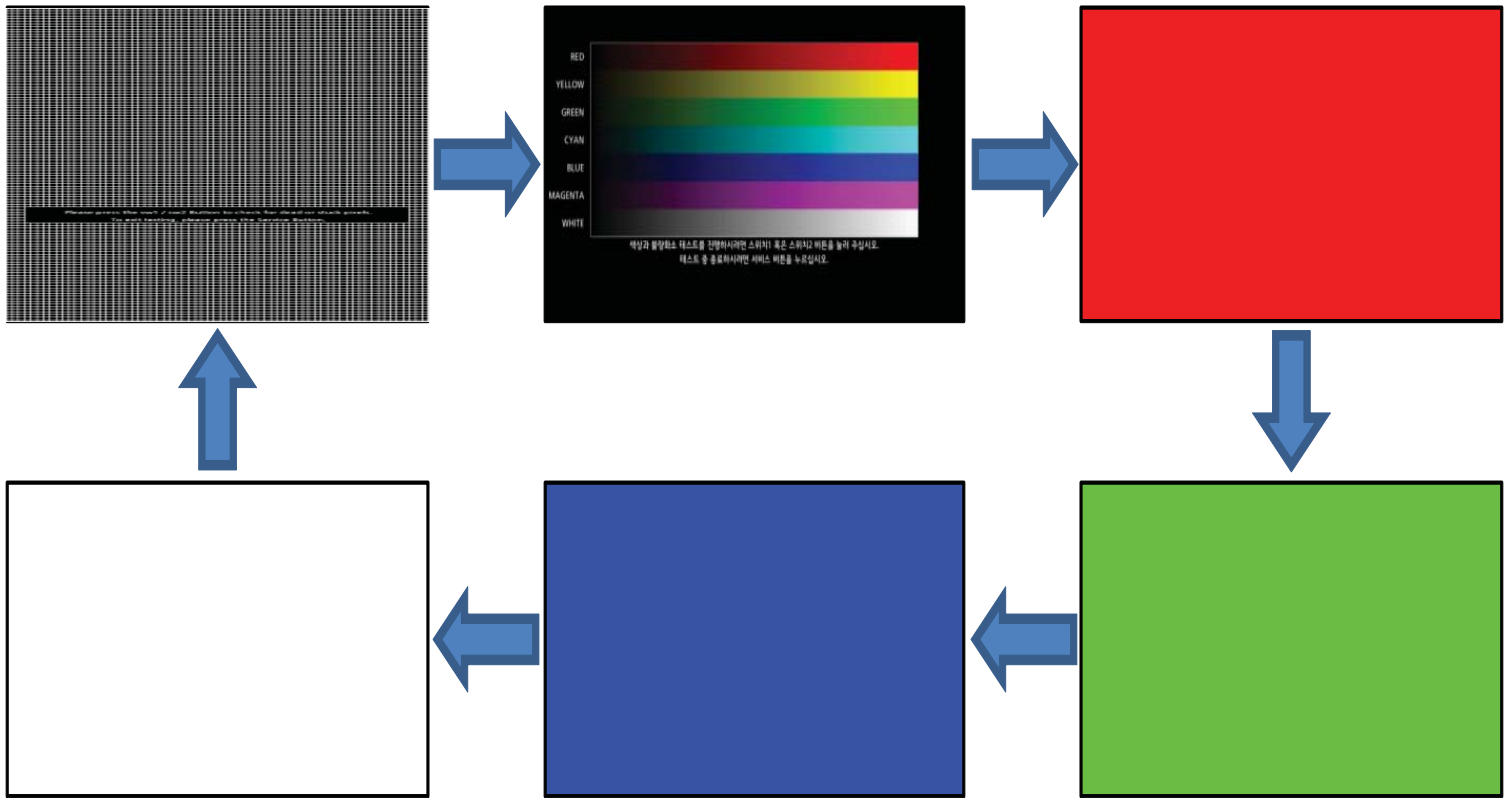 Please press the sw1 / sw2 Button to check for dead or stuck pixels.
To exit testing, please press the Service Button.
RED
YELLOW
GREEN
CYAN
BLUE
MAGENTA
WHITE
색상과 불량화소 테스트를 진행하시려면 스위치1 혹은 스위치2 버튼을 눌러 주십시오.
테스트 중 종료하시려면 서비스 버튼을 누르십시오.